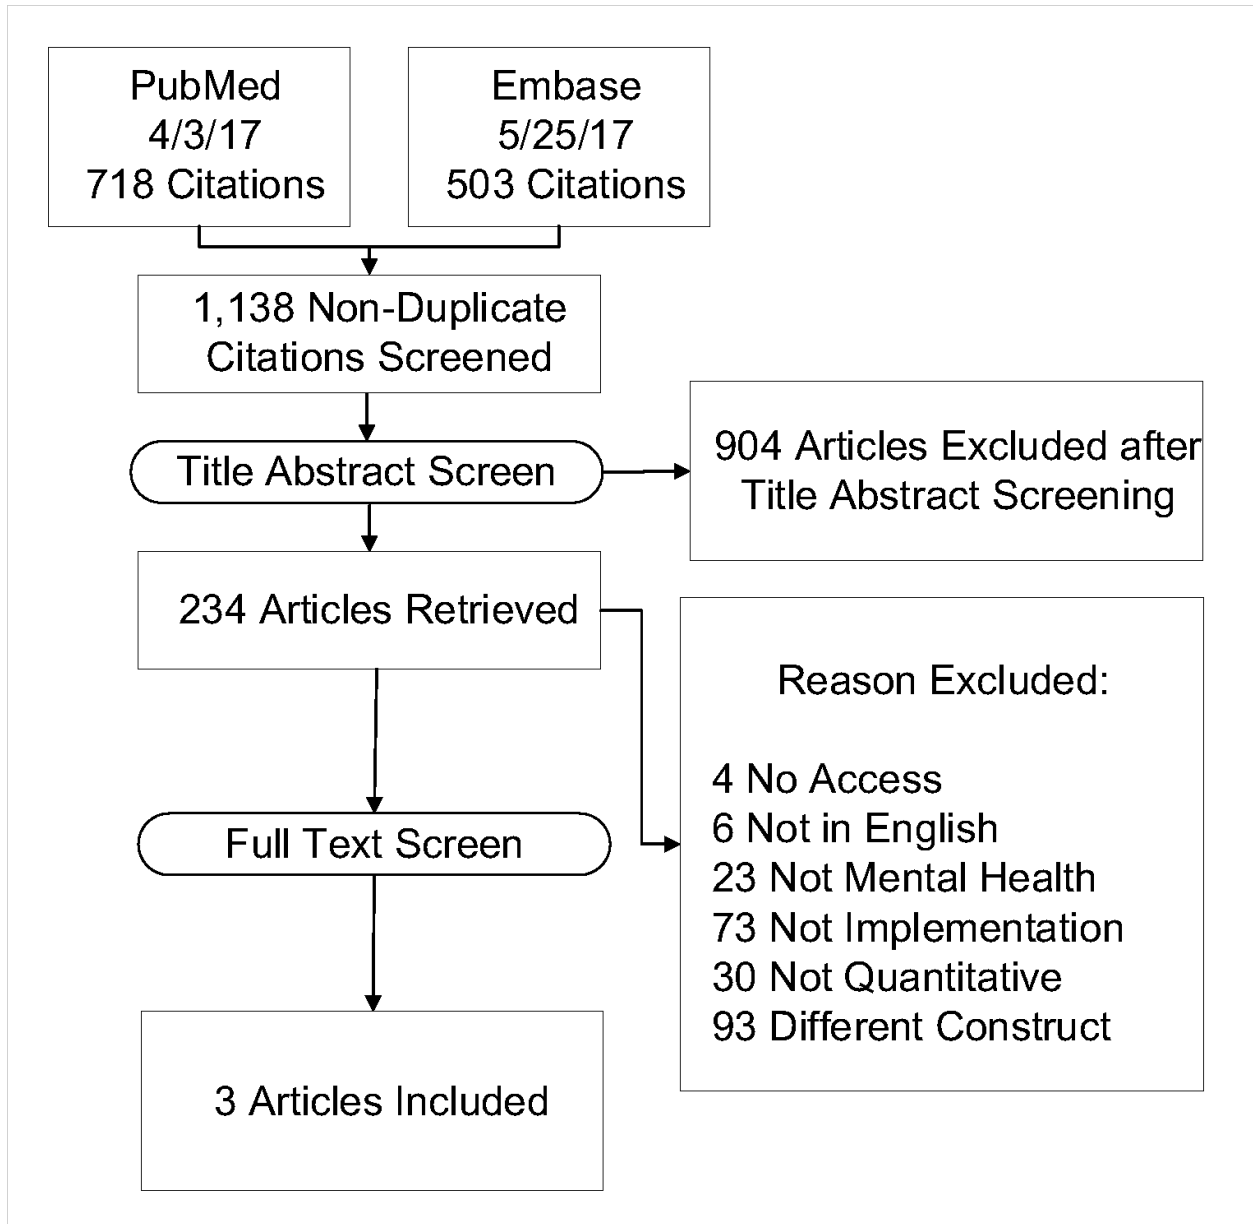 PubMed
4/3/17
718 Citations
Embase
5/25/17
503 Citations
1,138 Non-Duplicate
Citations Screened
Title Abstract Screen
904 Articles Excluded after
Title Abstract Screening
234 Articles Retrieved
Reason Excluded:
4 No Access
6 Not in English
23 Not Mental Health
73 Not Implementation
30 Not Quantitative
93 Different Construct
Full Text Screen
3 Articles Included